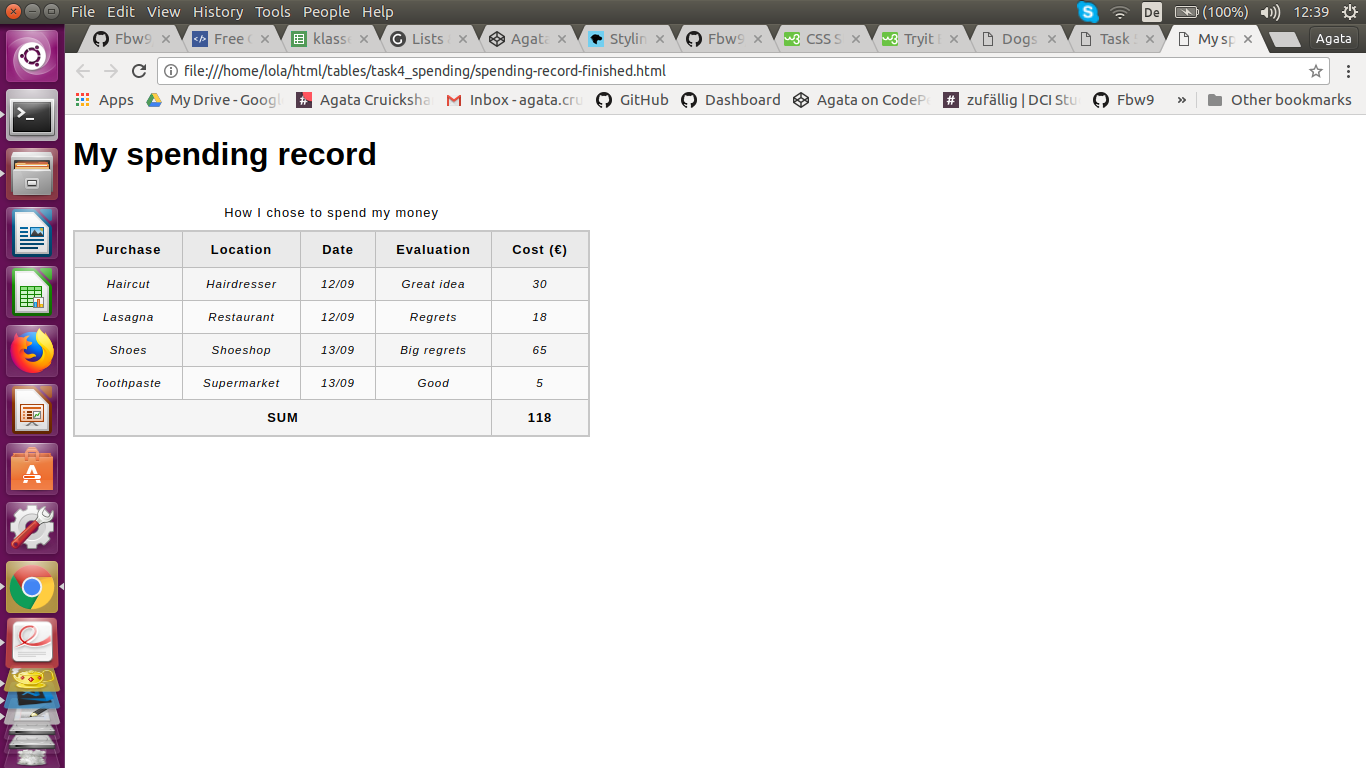 File Edit View History Tools People Help De (100%) 12:39
Fbw9 Free klasse Lists Agata Stylin Fbw9 CSS S Tryit Dogs Task My sp Agata
file:///home/lola/html/tables/task4_spending/spending-record-finished.html
Apps My Drive - Googl Agata Cruicksha Inbox - agata.cru GitHub Dashboard Agata on CodePe zufällig | DCI Stu Fbw9 » Other bookmarks
My spending record
How I chose to spend my money
Purchase Location Date Evaluation Cost (€)
Haircut Hairdresser 12/09 Great idea 30
Lasagna Restaurant 12/09 Regrets 18
Shoes Shoeshop 13/09 Big regrets 65
Toothpaste Supermarket 13/09 Good 5
SUM 118